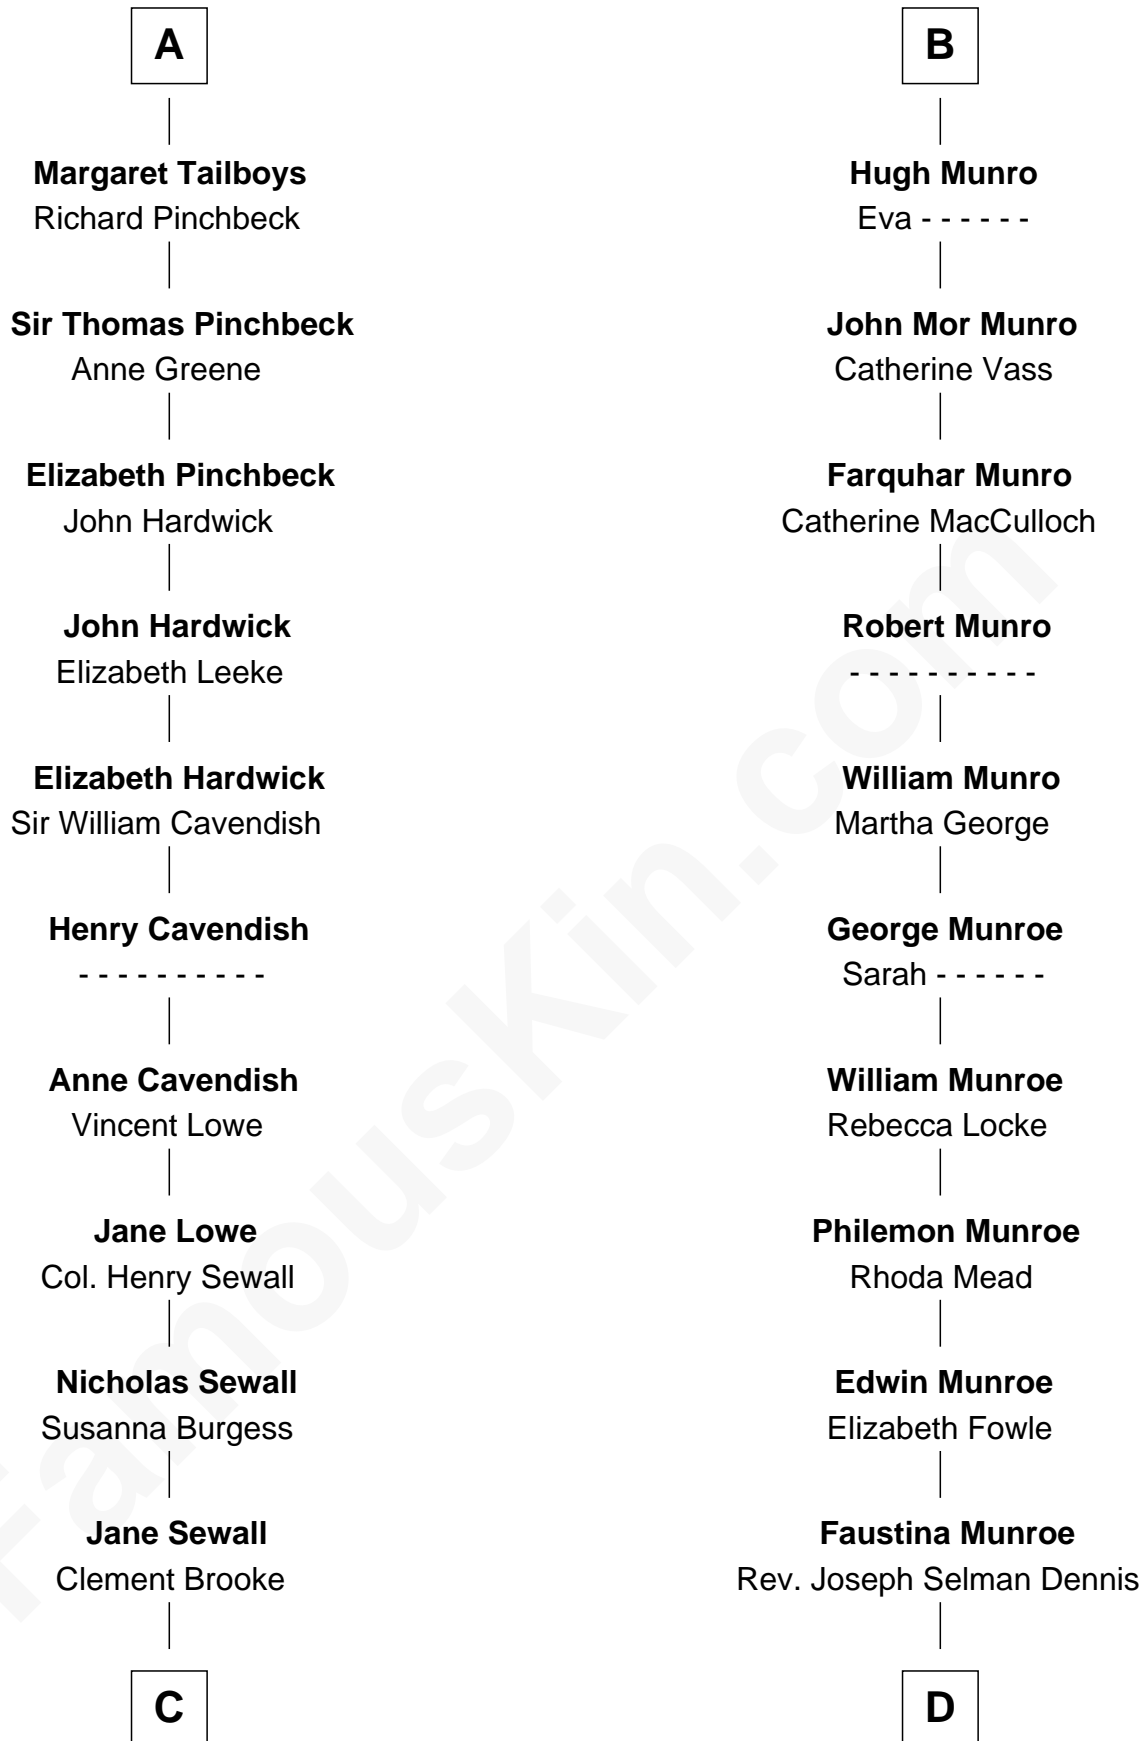 A
Margaret Tailboys
Richard Pinchbeck
Sir Thomas Pinchbeck
Anne Greene
Elizabeth Pinchbeck
John Hardwick
John Hardwick
Elizabeth Leeke
Elizabeth Hardwick
Sir William Cavendish
Henry Cavendish
- - - - - - - - - -
Anne Cavendish
Vincent Lowe
Jane Lowe
Col. Henry Sewall
Nicholas Sewall
Susanna Burgess
Jane Sewall
Clement Brooke
C
B
Hugh Munro
Eva - - - - - -
John Mor Munro
Catherine Vass
Farquhar Munro
Catherine MacCulloch
Robert Munro
- - - - - - - - - -
William Munro
Martha George
George Munroe
Sarah - - - - - -
William Munroe
Rebecca Locke
Philemon Munroe
Rhoda Mead
Edwin Munroe
Elizabeth Fowle
Faustina Munroe
Rev. Joseph Selman Dennis
D
FamousKin.com